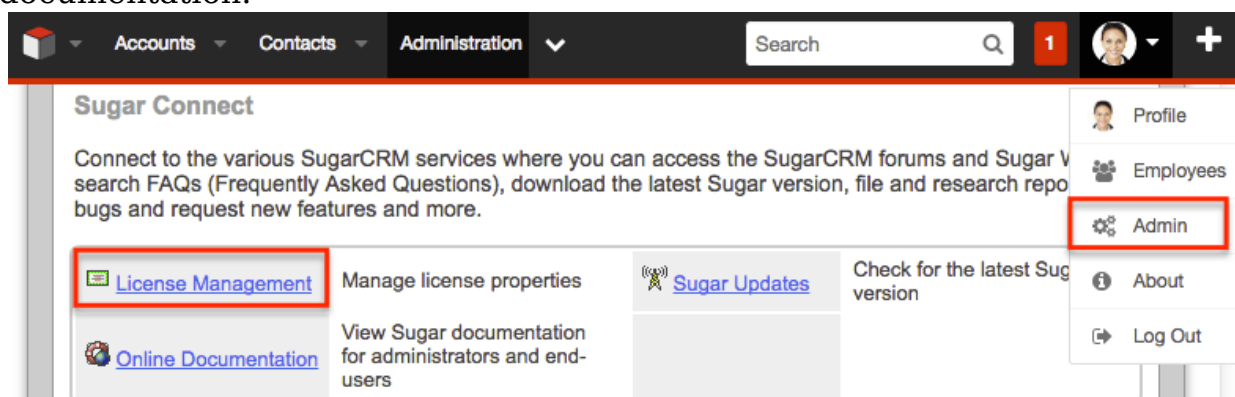 documentation.
Accounts Contacts Administration Search 1
Sugar Connect
Profile
Connect to the various SugarCRM services where you can access the SugarCRM forums and Sugar
search FAQs (Frequently Asked Questions), download the latest Sugar version, file and research repo
bugs and request new features and more.
Employees
Admin
License Management Manage license properties Sugar Updates Check for the latest Sug
version
About
Online Documentation View Sugar documentation
for administrators and end-
users
Log Out